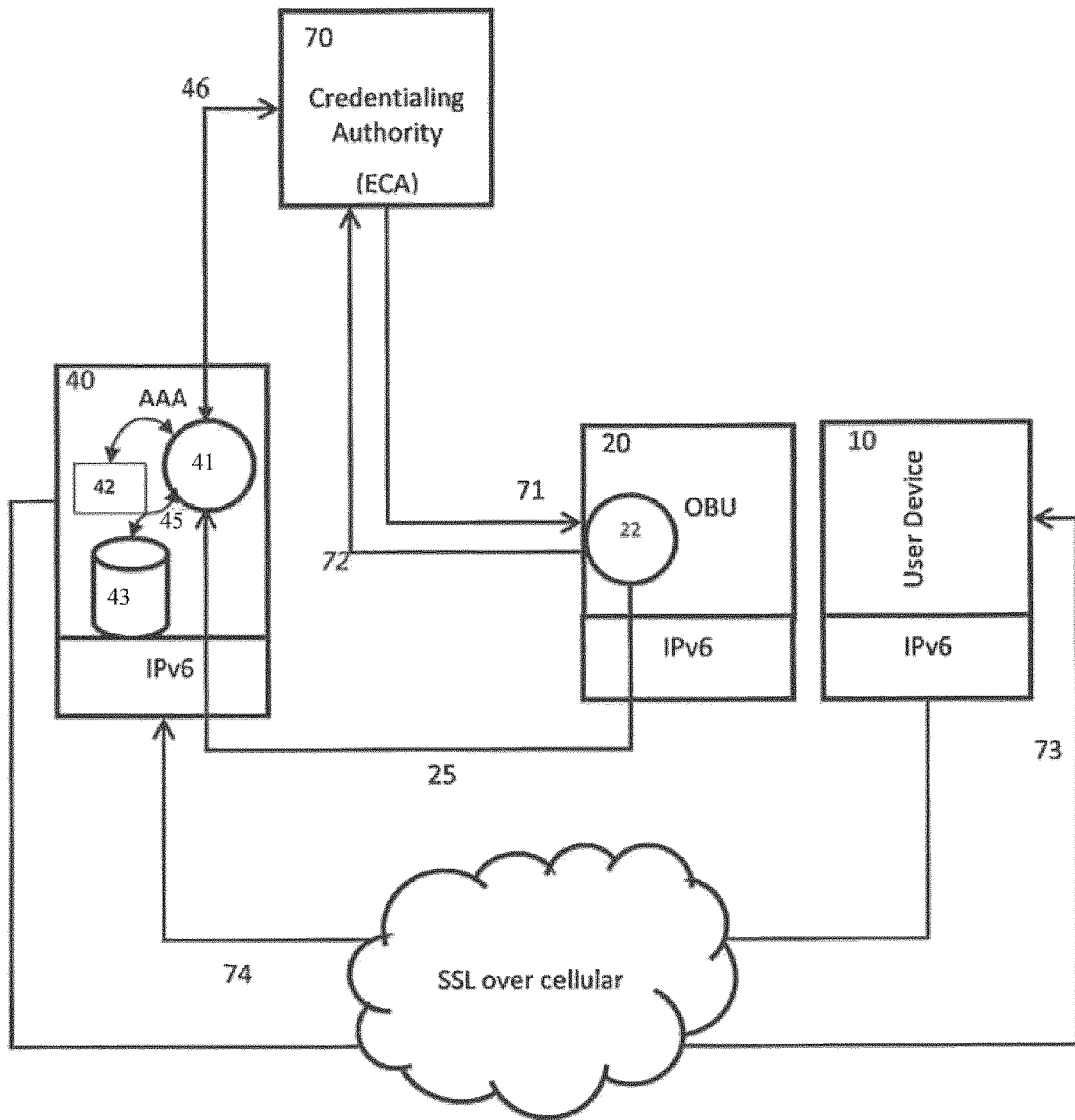 70
46
Credentialing
Authority
(ECA)
40
AAA
41
42
45
43
IPv6
20
71
OBU
22
72
IPv6
10
User Device
IPv6
73
25
74
SSL over cellular